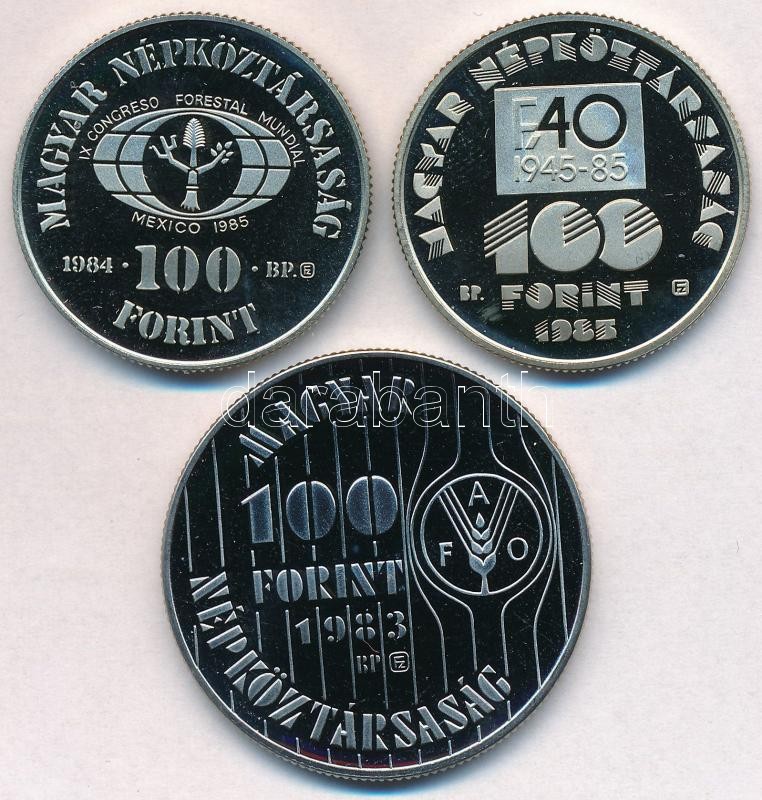 MAGYAR NÉPKÖZTÁRSASÁG
IX CONGRESO FORESTAL MUNDIAL
MEXICO 1985
1984 · 100 · BP.
FORINT
MAGYAR NÉPKÖZTÁRSASÁG
40
1945-85
100
BP. FORINT
1985
darabanth
MAGYAR
100
FORINT
1983
BP
F A O
NÉPKÖZTÁRSASÁG